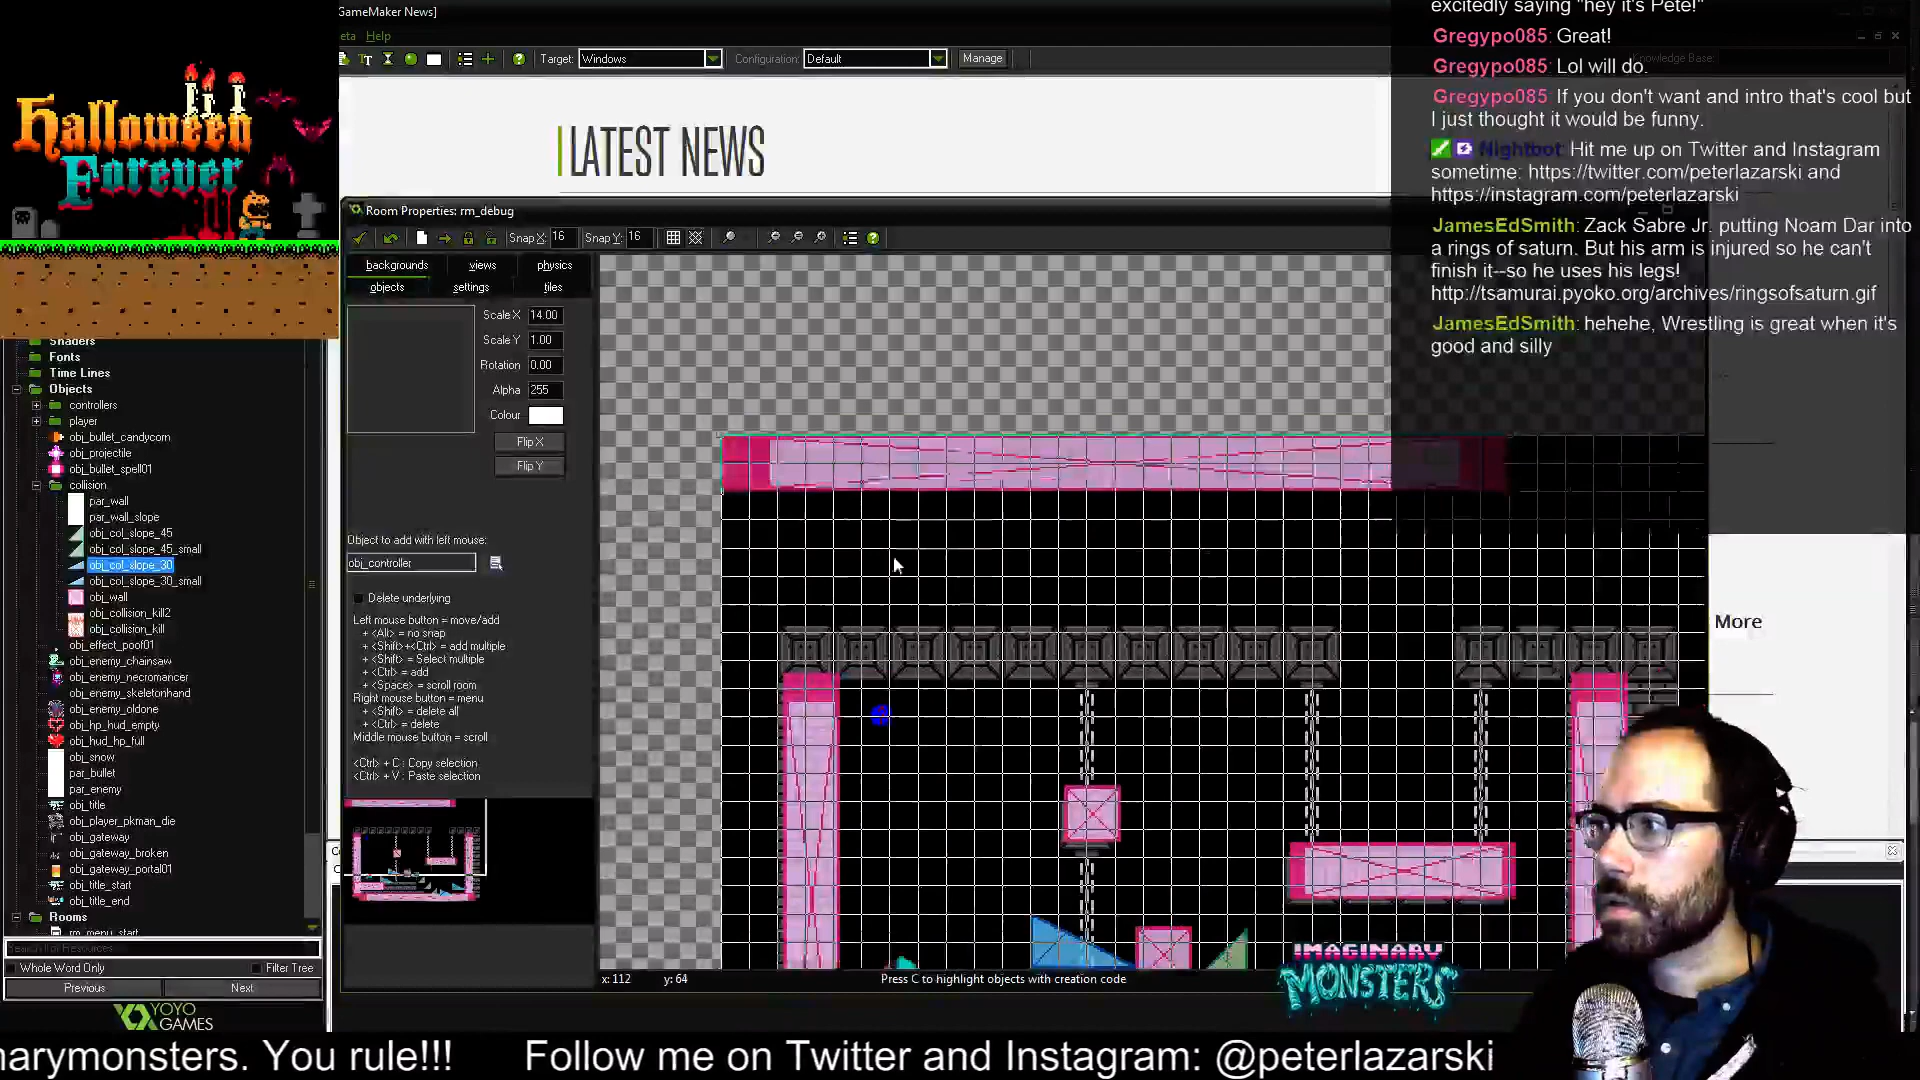 GameMaker News]
eta Help
Target: Windows Configuration: Default Manage
Knowledge Base:
Halloween
Forever
LATEST NEWS
excitedly saying "hey it's Pete!"
Gregypo085: Great!
Gregypo085: Lol will do.
Gregypo085: If you don't want and intro that's cool but
I just thought it would be funny.
Nightbot: Hit me up on Twitter and Instagram
sometime: https://twitter.com/peterlazarski and
https://instagram.com/peterlazarski
JamesEdSmith: Zack Sabre Jr. putting Noam Dar into
a rings of saturn. But his arm is injured so he can't
finish it--so he uses his legs!
http://tsamurai.pyoko.org/archives/ringsofsaturn.gif
JamesEdSmith: hehehe, Wrestling is great when it's
good and silly
Room Properties: rm_debug
Snap X: 16 Snap Y: 16
backgrounds views physics
objects settings tiles
Scale X 14.00
Scale Y 1.00
Rotation 0.00
Alpha 255
Colour
Flip X
Flip Y
Object to add with left mouse:
obj_controller
Delete underlying
Left mouse button = move/add
+ <Alt> = no snap
+ <Shift>+<Ctrl> = add multiple
+ <Shift> = Select multiple
+ <Ctrl> = add
+ <Space> = scroll room
Right mouse button = menu
+ <Shift> = delete all
+ <Ctrl> = delete
Middle mouse button = scroll
<Ctrl> + C : Copy selection
<Ctrl> + V : Paste selection
Shaders
Fonts
Time Lines
Objects
controllers
player
obj_bullet_candycorn
obj_projectile
obj_bullet_spell01
collision
par_wall
par_wall_slope
obj_col_slope_45
obj_col_slope_45_small
obj_col_slope_30
obj_col_slope_30_small
obj_wall
obj_collision_kill2
obj_collision_kill
obj_effect_poof01
obj_enemy_chainsaw
obj_enemy_necromancer
obj_enemy_skeletonhand
obj_enemy_oldone
obj_hp_hud_empty
obj_hud_hp_full
obj_snow
par_bullet
par_enemy
obj_title
obj_player_pkman_die
obj_gateway
obj_gateway_broken
obj_gateway_portal01
obj_title_start
obj_title_end
Rooms
rm_menu_start
Search for Resources
Whole Word Only Filter Tree
Previous Next
YOYO
GAMES
More
x: 112 y: 64 Press C to highlight objects with creation code
IMAGINARY
MONSTERS
narymonsters. You rule!!! Follow me on Twitter and Instagram: @peterlazarski